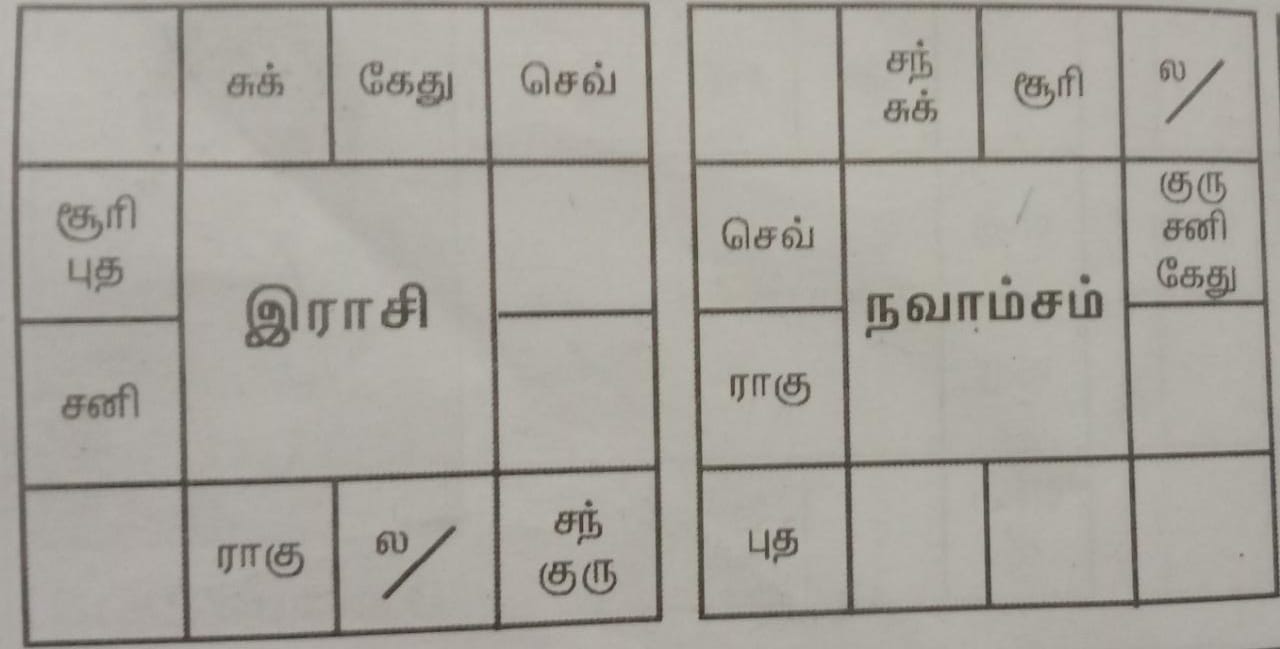 சுக்
கேது
செவ்
சூரி
புத
இராசி
சனி
ராகு
ல/
சந்
குரு
சந்
சுக்
சூரி
ல/
செவ்
குரு
சனி
கேது
நவாம்சம்
ராகு
புத